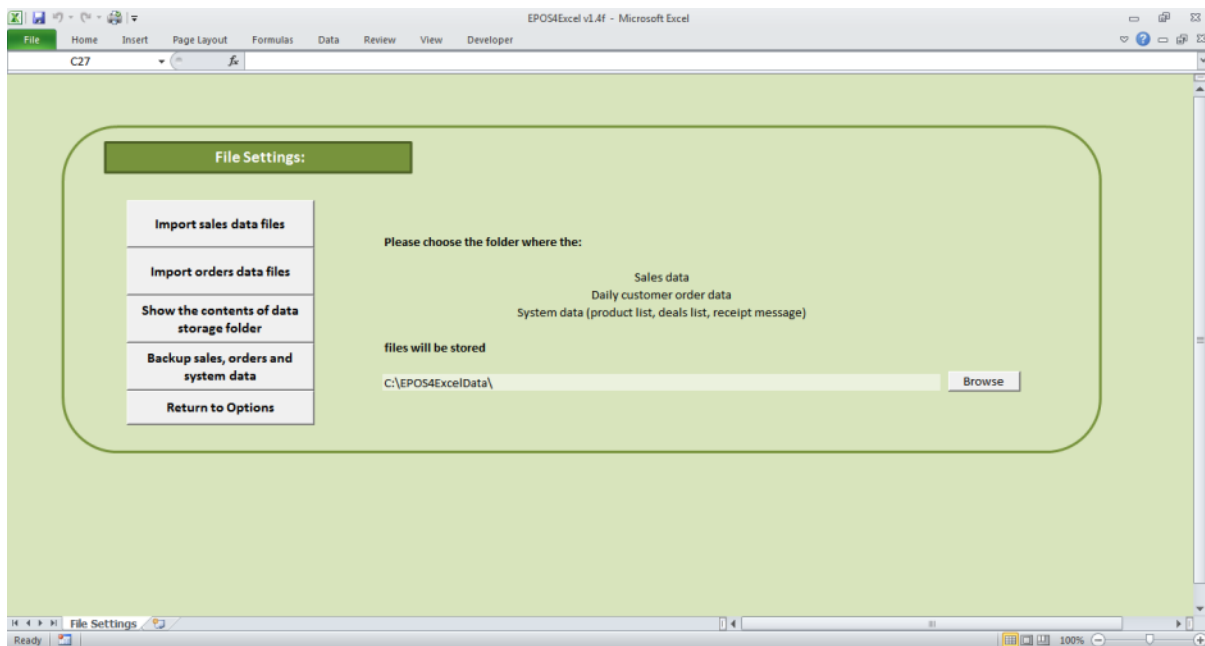 EPOS4Excel v1.4f - Microsoft Excel
File Home Insert Page Layout Formulas Data Review View Developer
C27 fx
File Settings:
Import sales data files
Import orders data files
Show the contents of data
storage folder
Backup sales, orders and
system data
Return to Options
Please choose the folder where the:
Sales data
Daily customer order data
System data (product list, deals list, receipt message)
files will be stored
C:\EPOS4ExcelData\ Browse
File Settings
Ready 100%